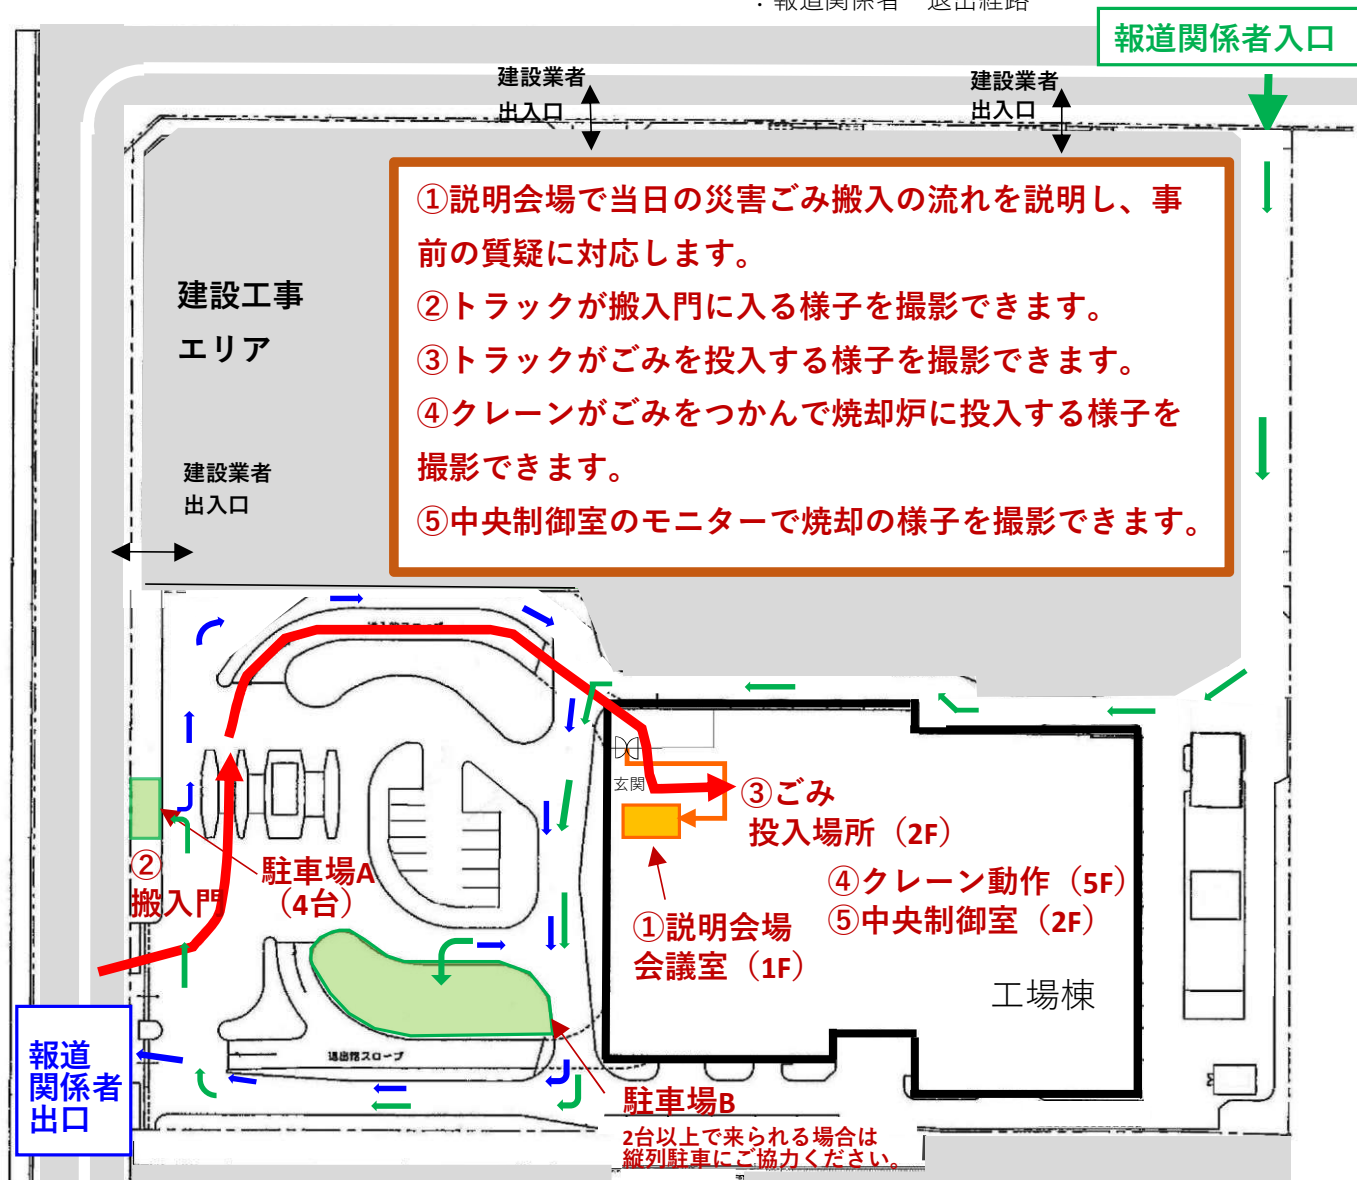 ：報道関係者　退出経路
報道関係者入口
建設業者
出入口
建設業者
出入口
①説明会場で当日の災害ごみ搬入の流れを説明し、事
前の質疑に対応します。
②トラックが搬入門に入る様子を撮影できます。
③トラックがごみを投入する様子を撮影できます。
④クレーンがごみをつかんで焼却炉に投入する様子を
撮影できます。
⑤中央制御室のモニターで焼却の様子を撮影できます。
建設工事
エリア
建設業者
出入口
玄関
③ごみ
投入場所（2F）
②
搬入門
駐車場A
（4台）
④クレーン動作（5F）
⑤中央制御室（2F）
①説明会場
会議室（1F）
工場棟
報道
関係者
出口
退出路スロープ
駐車場B
2台以上で来られる場合は
縦列駐車にご協力ください。